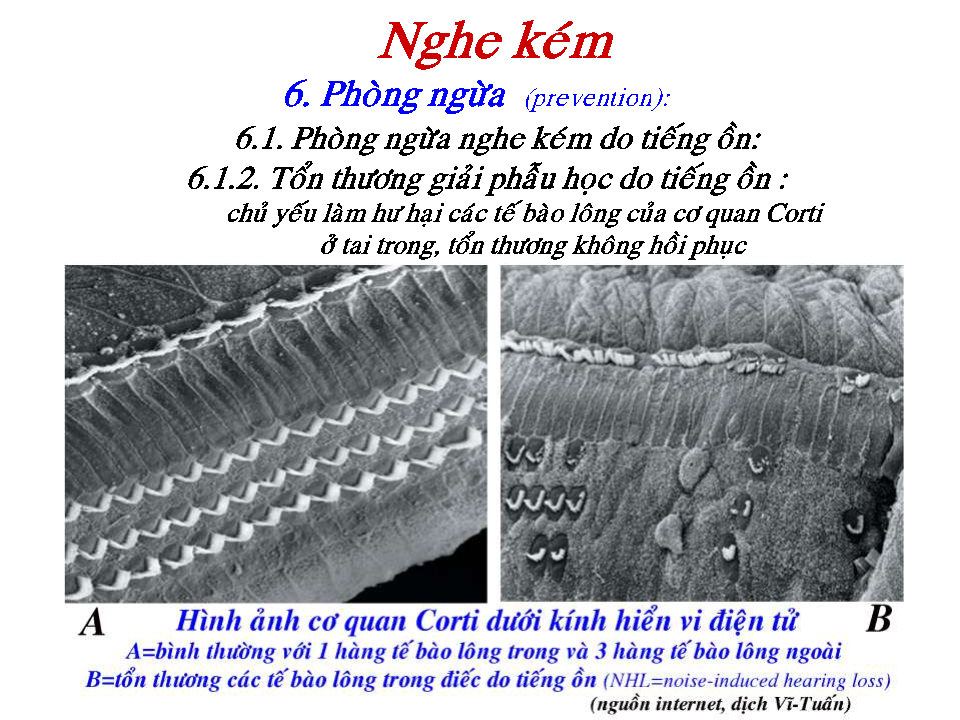 Nghe kém
6. Phòng ngừa (prevention):
6.1. Phòng ngừa nghe kém do tiếng ồn:
6.1.2. Tổn thương giải phẫu học do tiếng ồn :
chủ yếu làm hư hại các tế bào lông của cơ quan Corti
ở tai trong, tổn thương không hồi phục
A Hình ảnh cơ quan Corti dưới kính hiển vi điện tử B
A=bình thường với 1 hàng tế bào lông trong và 3 hàng tế bào lông ngoài
B=tổn thương các tế bào lông trong điếc do tiếng ồn (NHL=noise-induced hearing loss)
(nguồn internet, dịch Vĩ-Tuấn)